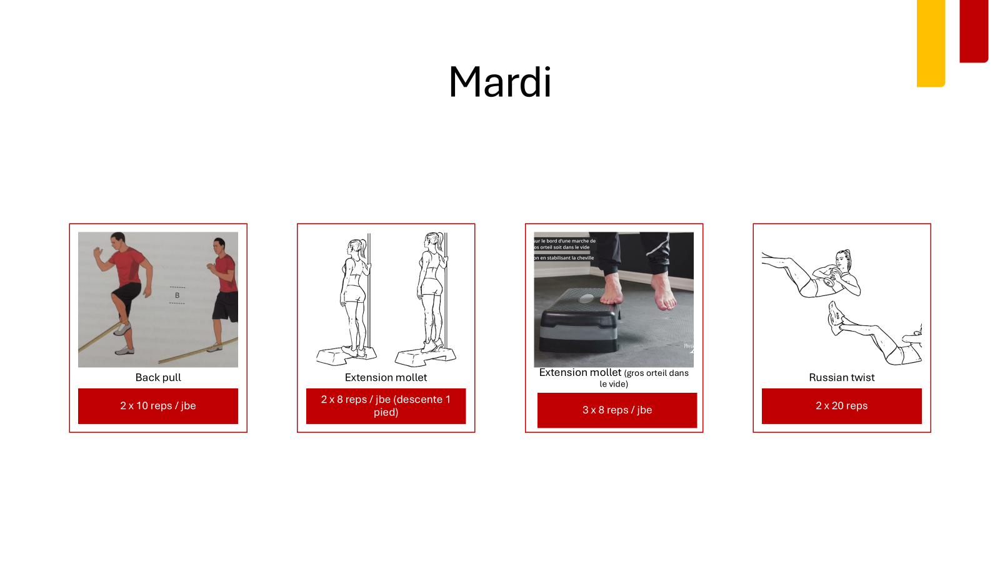 Mardi
B
Back pull
2 x 10 reps / jbe
Extension mollet
2 x 8 reps / jbe (descente 1
pied)
sur le bord d'une marche de
os orteil soit dans le vide
on en stabilisant la cheville
Physi
Extension mollet (gros orteil dans
le vide)
3 x 8 reps / jbe
Russian twist
2 x 20 reps